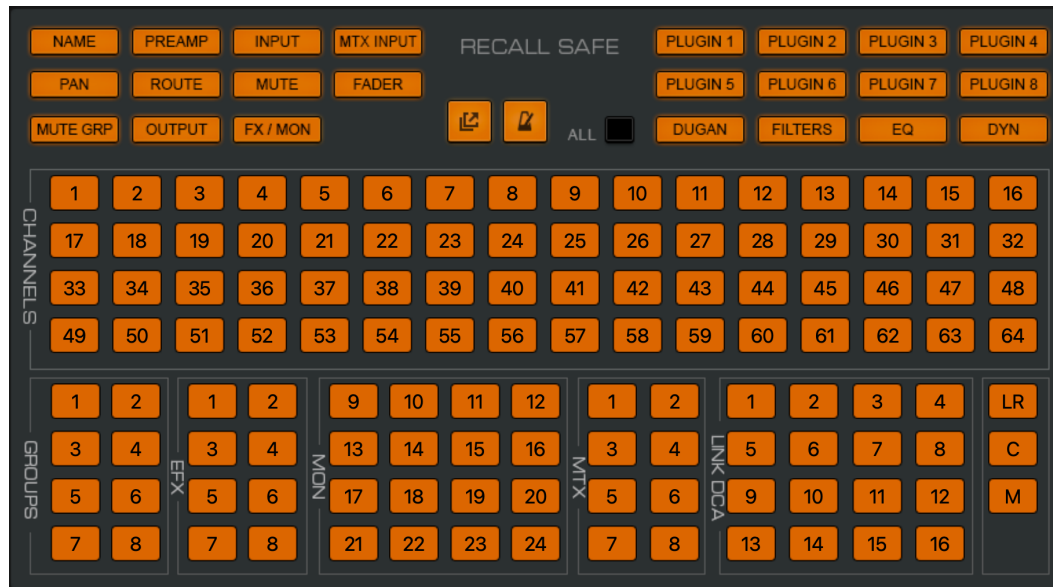 NAME PREAMP INPUT MTX INPUT RECALL SAFE PLUGIN 1 PLUGIN 2 PLUGIN 3 PLUGIN 4
PAN ROUTE MUTE FADER PLUGIN 5 PLUGIN 6 PLUGIN 7 PLUGIN 8
MUTE GRP OUTPUT FX / MON ALL DUGAN FILTERS EQ DYN
CHANNELS
1 2 3 4 5 6 7 8 9 10 11 12 13 14 15 16
17 18 19 20 21 22 23 24 25 26 27 28 29 30 31 32
33 34 35 36 37 38 39 40 41 42 43 44 45 46 47 48
49 50 51 52 53 54 55 56 57 58 59 60 61 62 63 64
GROUPS
1 2
3 4
5 6
7 8
EFX
1 2
3 4
5 6
7 8
MON
9 10 11 12
13 14 15 16
17 18 19 20
21 22 23 24
MTX
1 2
3 4
5 6
7 8
LINK DCA
1 2 3 4
5 6 7 8
9 10 11 12
13 14 15 16
LR
C
M